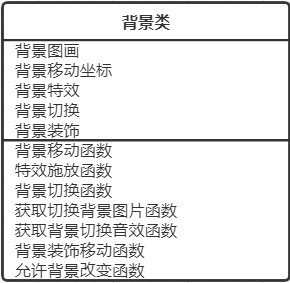 背景类
背景图画
背景移动坐标
背景特效
背景切换
背景装饰
背景移动函数
特效施放函数
背景切换函数
获取切换背景图片函数
获取背景切换音效函数
背景装饰移动函数
允许背景改变函数